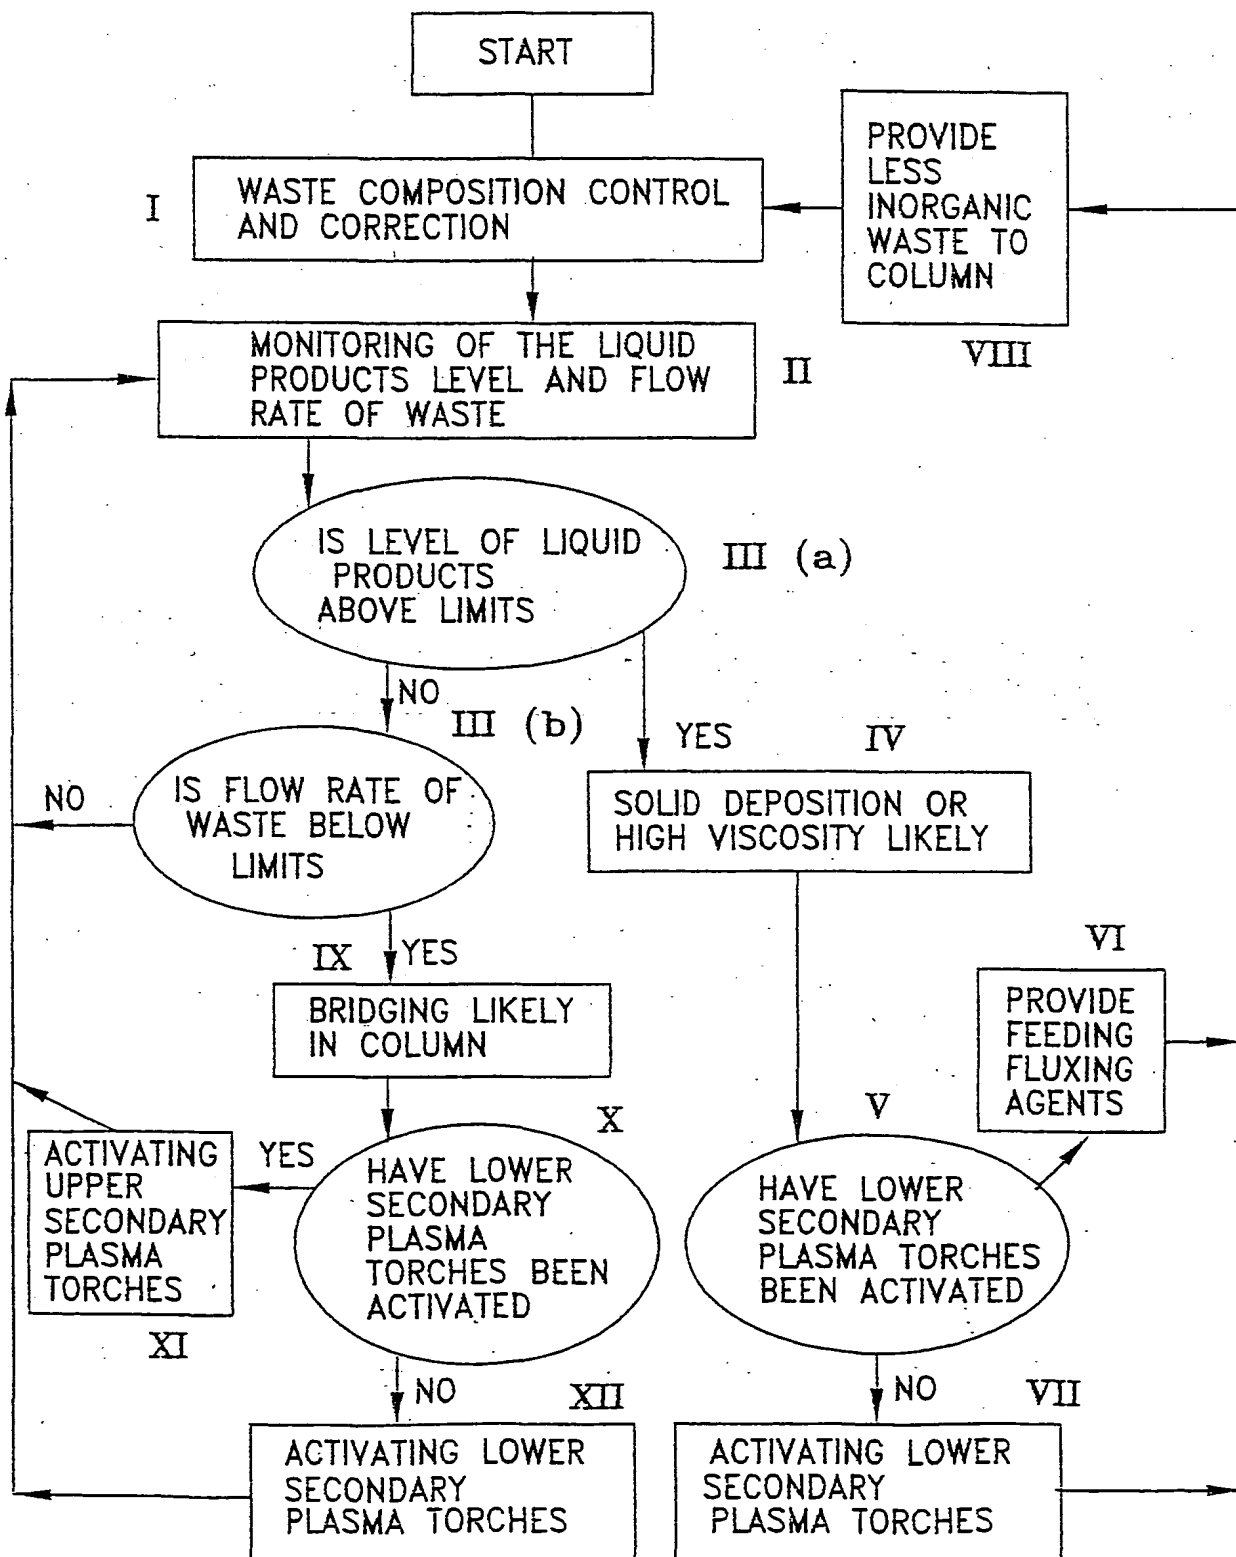 START
PROVIDE
LESS
INORGANIC
WASTE TO
COLUMN
VIII
I
WASTE COMPOSITION CONTROL
AND CORRECTION
MONITORING OF THE LIQUID
PRODUCTS LEVEL AND FLOW
RATE OF WASTE
II
IS LEVEL OF LIQUID
PRODUCTS
ABOVE LIMITS
III (a)
NO
YES
III (b)
IS FLOW RATE OF
WASTE BELOW
LIMITS
NO
YES
IV
SOLID DEPOSITION OR
HIGH VISCOSITY LIKELY
IX
BRIDGING LIKELY
IN COLUMN
VI
PROVIDE
FEEDING
FLUXING
AGENTS
X
HAVE LOWER
SECONDARY
PLASMA
TORCHES BEEN
ACTIVATED
YES
ACTIVATING
UPPER
SECONDARY
PLASMA
TORCHES
XI
V
HAVE LOWER
SECONDARY
PLASMA TORCHES
BEEN ACTIVATED
NO
XII
ACTIVATING LOWER
SECONDARY
PLASMA TORCHES
NO
VII
ACTIVATING LOWER
SECONDARY
PLASMA TORCHES